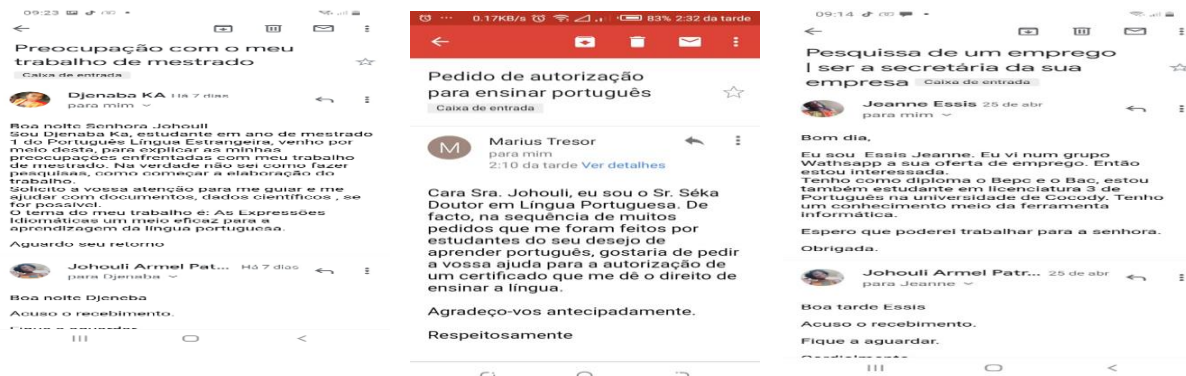 09:23
Preocupação com o meu
trabalho de mestrado
Caixa de entrada
Djenaba KA Há 7 dias
para mim
Boa noite Senhora Johouli
Sou Djenaba Ka, estudante em ano de mestrado
1 do Português Língua Estrangeira, venho por
meio desta, para explicar as minhas
preocupações enfrentadas com meu trabalho
de mestrado. Na verdade não sei como fazer
pesquisas, como começar a elaboração do
trabalho.
Solicito a vossa atenção para me guiar e me
ajudar com documentos, dados científicos , se
for possível.
O tema do meu trabalho é: As Expressões
Idiomáticas um meio eficaz para a
aprendizagem da língua portuguesa.
Aguardo seu retorno
Johouli Armel Pat... Há 7 dias
para Djenaba
Boa noite Djeneba
Acuso o recebimento.
Fique a aguardar
0.17KB/s 83% 2:32 da tarde
Pedido de autorização
para ensinar português
Caixa de entrada
M
Marius Tresor
para mim
2:10 da tarde Ver detalhes
Cara Sra. Johouli, eu sou o Sr. Séka
Doutor em Língua Portuguesa. De
facto, na sequência de muitos
pedidos que me foram feitos por
estudantes do seu desejo de
aprender português, gostaria de pedir
a vossa ajuda para a autorização de
um certificado que me dê o direito de
ensinar a língua.
Agradeço-vos antecipadamente.
Respeitosamente
09:14
Pesquissa de um emprego
| ser a secretária da sua
empresa Caixa de entrada
Jeanne Essis 25 de abr
para mim
Bom dia,
Eu sou Essis Jeanne. Eu vi num grupo
Wathsapp a sua oferta de emprego. Então
estou interessada.
Tenho como diploma o Bepc e o Bac, estou
também estudante em licenciatura 3 de
Português na universidade de Cocody. Tenho
um conhecimento meio da ferramenta
informática.
Espero que poderei trabalhar para a senhora.
Obrigada.
Johouli Armel Patr... 25 de abr
para Jeanne
Boa tarde Essis
Acuso o recebimento.
Fique a aguardar.
Cordialmente